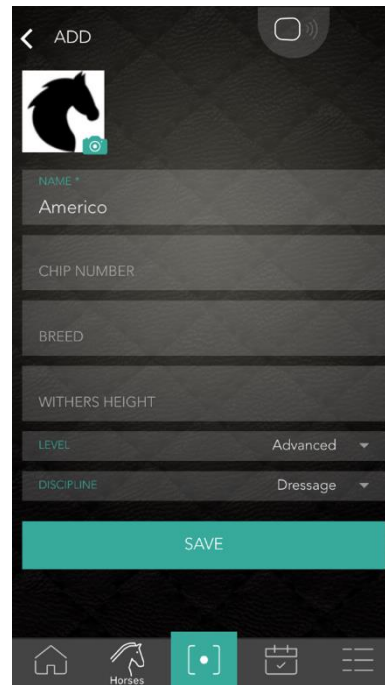 ADD
NAME *
Americo
CHIP NUMBER
BREED
WITHERS HEIGHT
LEVEL Advanced
DISCIPLINE Dressage
SAVE
Horses